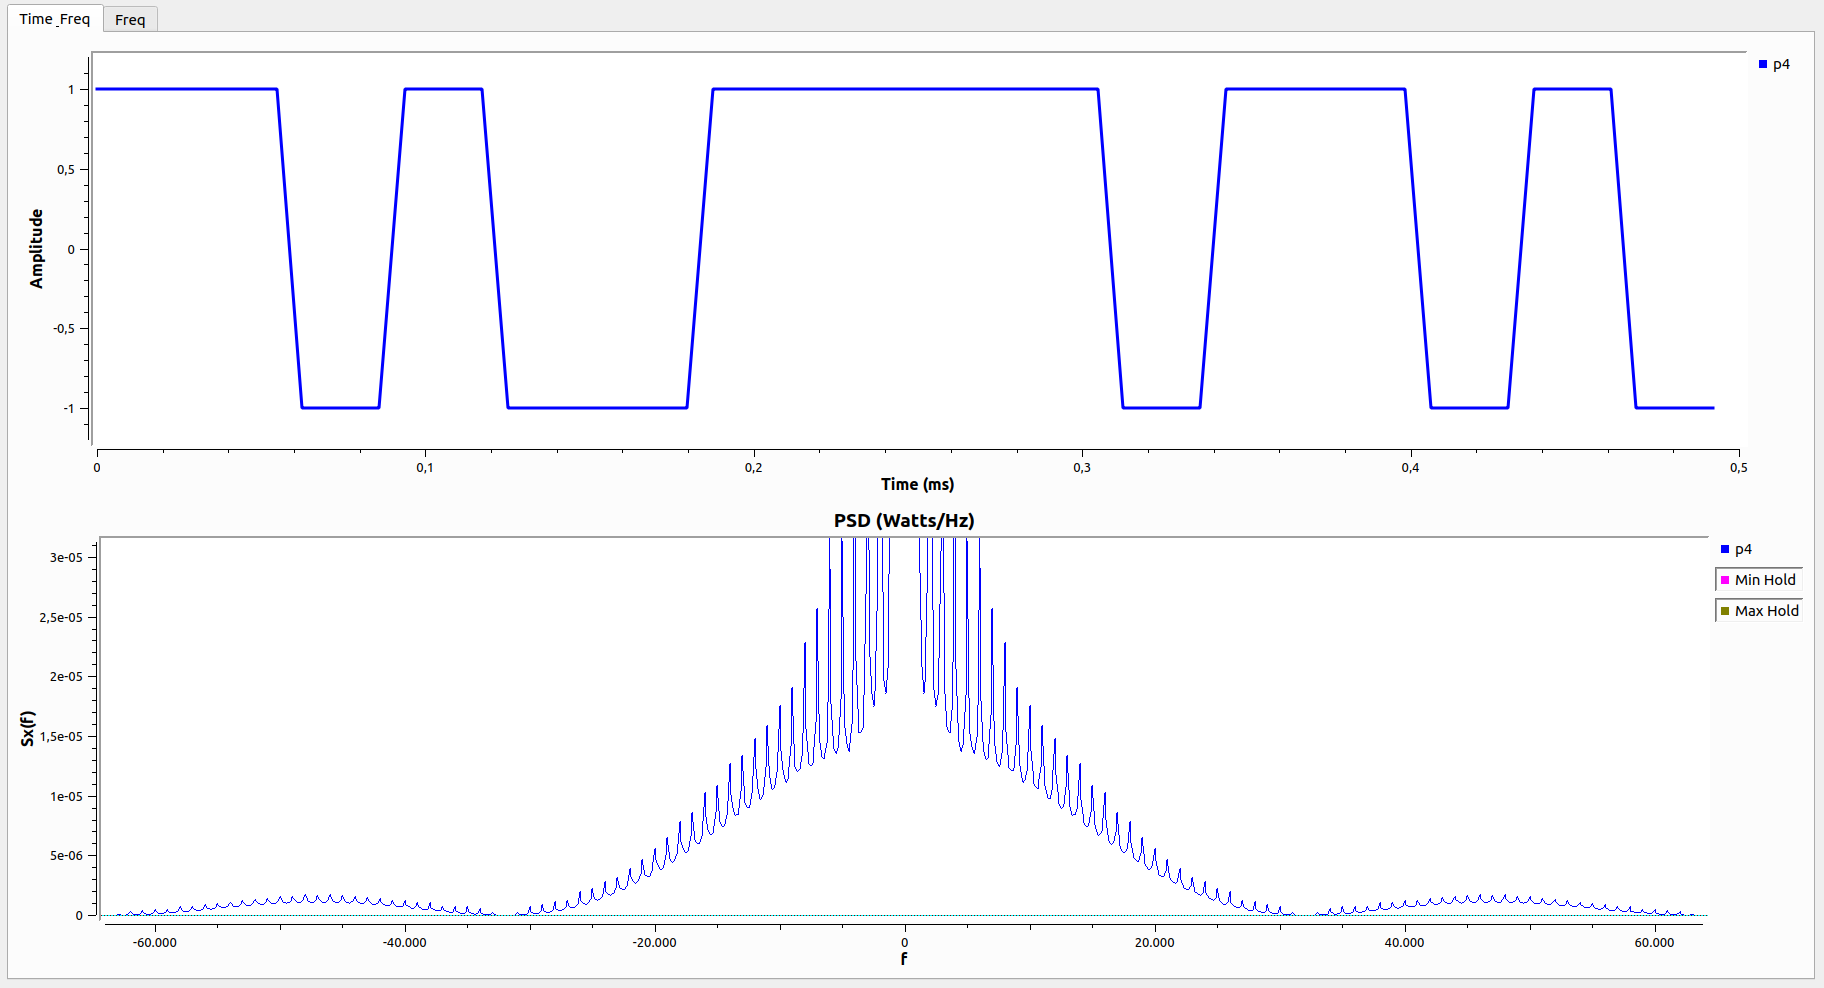 Time_Freq
Freq
p4
1
0,5
0
-0,5
-1
Amplitude
0
0,1
0,2
0,3
0,4
0,5
Time (ms)
PSD (Watts/Hz)
p4
Min Hold
Max Hold
3e-05
2,5e-05
2e-05
1,5e-05
1e-05
5e-06
0
Sx(f)
-60.000
-40.000
-20.000
0
20.000
40.000
60.000
f